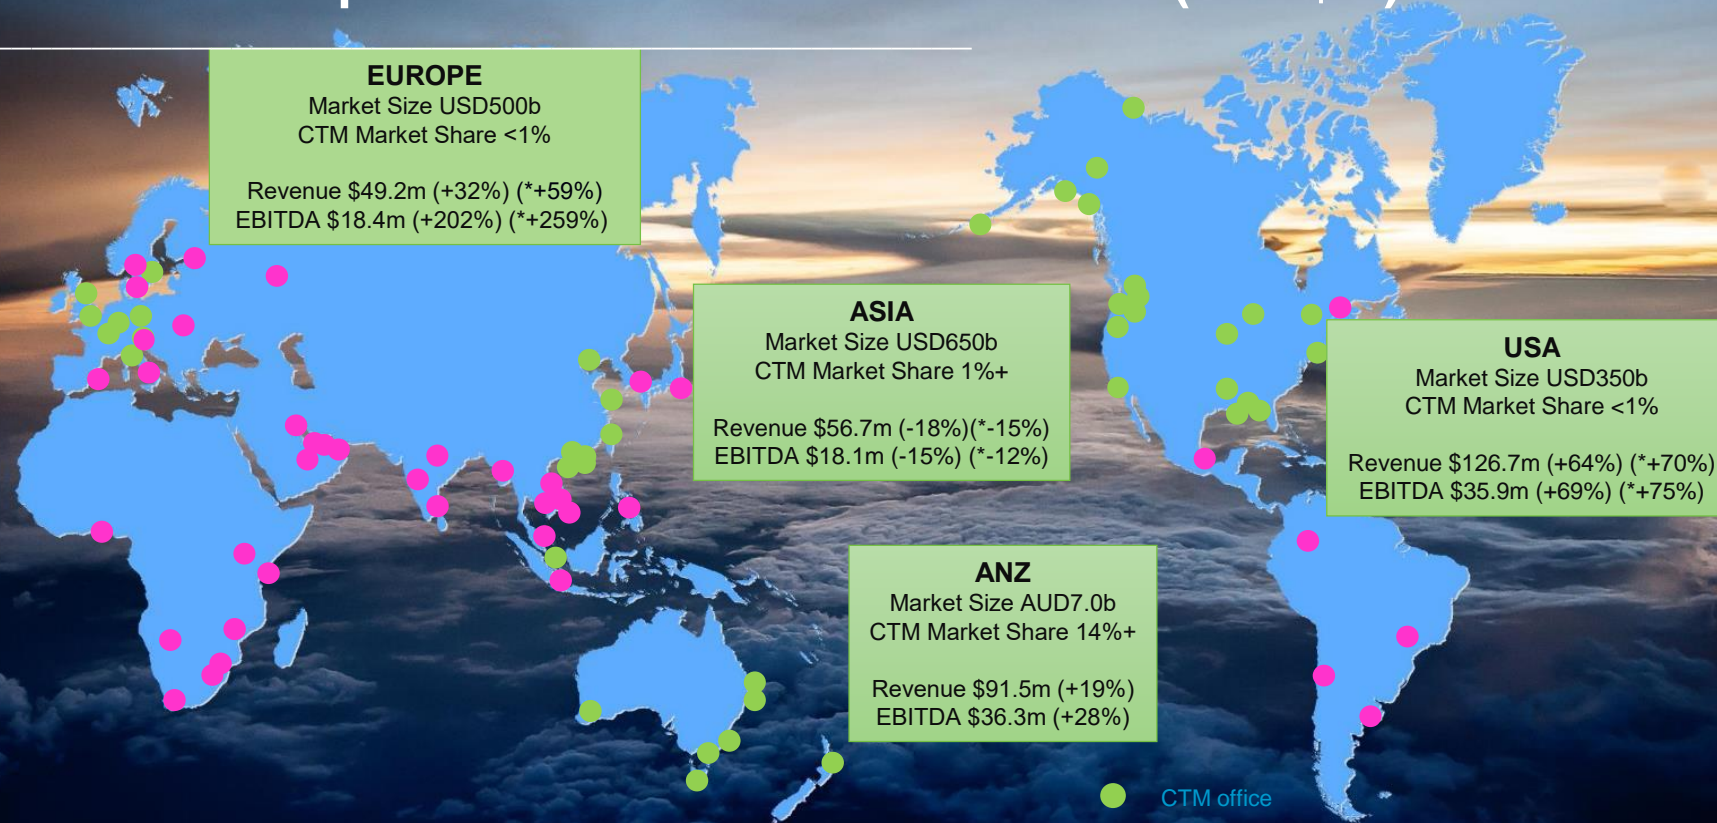 EUROPE
Market Size USD500b
CTM Market Share <1%
Revenue $49.2m (+32%) (*+59%)
EBITDA $18.4m (+202%) (*+259%)
ASIA
Market Size USD650b
CTM Market Share 1%+
Revenue $56.7m (-18%)(*-15%)
EBITDA $18.1m (-15%) (*-12%)
USA
Market Size USD350b
CTM Market Share <1%
Revenue $126.7m (+64%) (*+70%)
EBITDA $35.9m (+69%) (*+75%)
ANZ
Market Size AUD7.0b
CTM Market Share 14%+
Revenue $91.5m (+19%)
EBITDA $36.3m (+28%)
CTM office